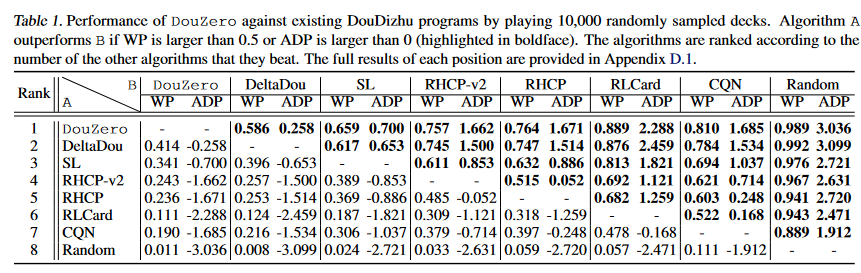 Table 1. Performance of DouZero against existing DouDizhu programs by playing 10,000 randomly sampled decks. Algorithm A
outperforms B if WP is larger than 0.5 or ADP is larger than 0 (highlighted in boldface). The algorithms are ranked according to the
number of the other algorithms that they beat. The full results of each position are provided in Appendix D.1.
Rank B DouZero DeltaDou SL RHCP-v2 RHCP RLCard CQN Random
A WP ADP WP ADP WP ADP WP ADP WP ADP WP ADP WP ADP WP ADP
1 DouZero - - 0.586 0.258 0.659 0.700 0.757 1.662 0.764 1.671 0.889 2.288 0.810 1.685 0.989 3.036
2 DeltaDou 0.414 -0.258 - - 0.617 0.653 0.745 1.500 0.747 1.514 0.876 2.459 0.784 1.534 0.992 3.099
3 SL 0.341 -0.700 0.396 -0.653 - - 0.611 0.853 0.632 0.886 0.813 1.821 0.694 1.037 0.976 2.721
4 RHCP-v2 0.243 -1.662 0.257 -1.500 0.389 -0.853 - - 0.515 0.052 0.692 1.121 0.621 0.714 0.967 2.631
5 RHCP 0.236 -1.671 0.253 -1.514 0.369 -0.886 0.485 -0.052 - - 0.682 1.259 0.603 0.248 0.941 2.720
6 RLCard 0.111 -2.288 0.124 -2.459 0.187 -1.821 0.309 -1.121 0.318 -1.259 - - 0.522 0.168 0.943 2.471
7 CQN 0.190 -1.685 0.216 -1.534 0.306 -1.037 0.379 -0.714 0.397 -0.248 0.478 -0.168 - - 0.889 1.912
8 Random 0.011 -3.036 0.008 -3.099 0.024 -2.721 0.033 -2.631 0.059 -2.720 0.057 -2.471 0.111 -1.912 - -